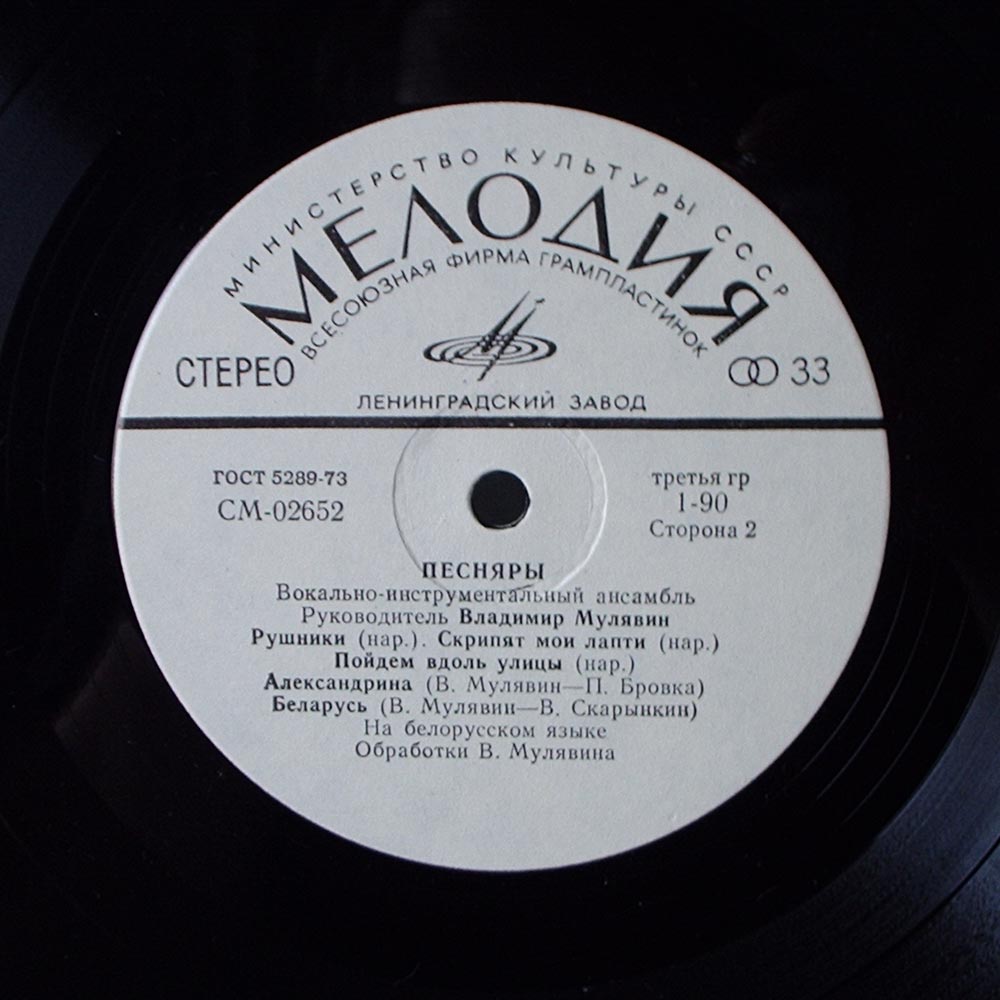 МИНИСТЕРСТВО КУЛЬТУРЫ СССР
МЕЛОДИЯ
ВСЕСОЮЗНАЯ ФИРМА ГРАМПЛАСТИНОК
СТЕРЕО
33
ЛЕНИНГРАДСКИЙ ЗАВОД
ГОСТ 5289-73
СМ-02652
третья гр
1-90
Сторона 2
ПЕСНЯРЫ
Вокально-инструментальный ансамбль
Руководитель Владимир Мулявин
Рушники (нар.). Скрипят мои лапти (нар.)
Пойдем вдоль улицы (нар.)
Александрина (В. Мулявин—П. Бровка)
Беларусь (В. Мулявин—В. Скарынкин)
На белорусском языке
Обработки В. Мулявина